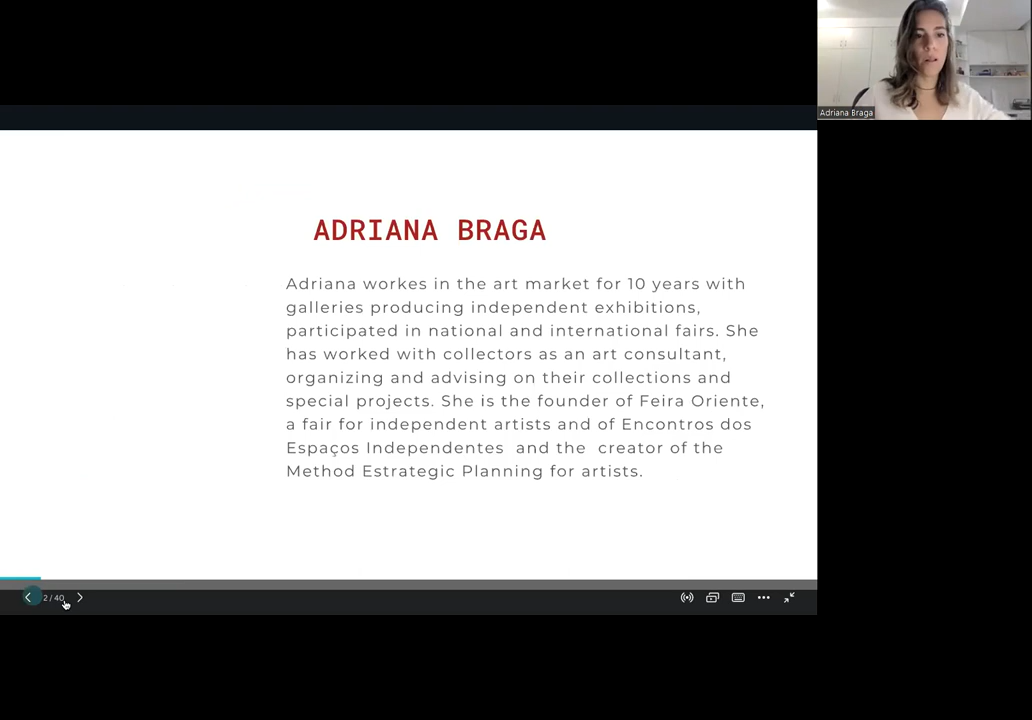 Adriana Braga
ADRIANA BRAGA
Adriana workes in the art market for 10 years with
galleries producing independent exhibitions,
participated in national and international fairs. She
has worked with collectors as an art consultant,
organizing and advising on their collections and
special projects. She is the founder of Feira Oriente,
a fair for independent artists and of Encontros dos
Espaços Independentes and the creator of the
Method Estrategic Planning for artists.
2 / 40